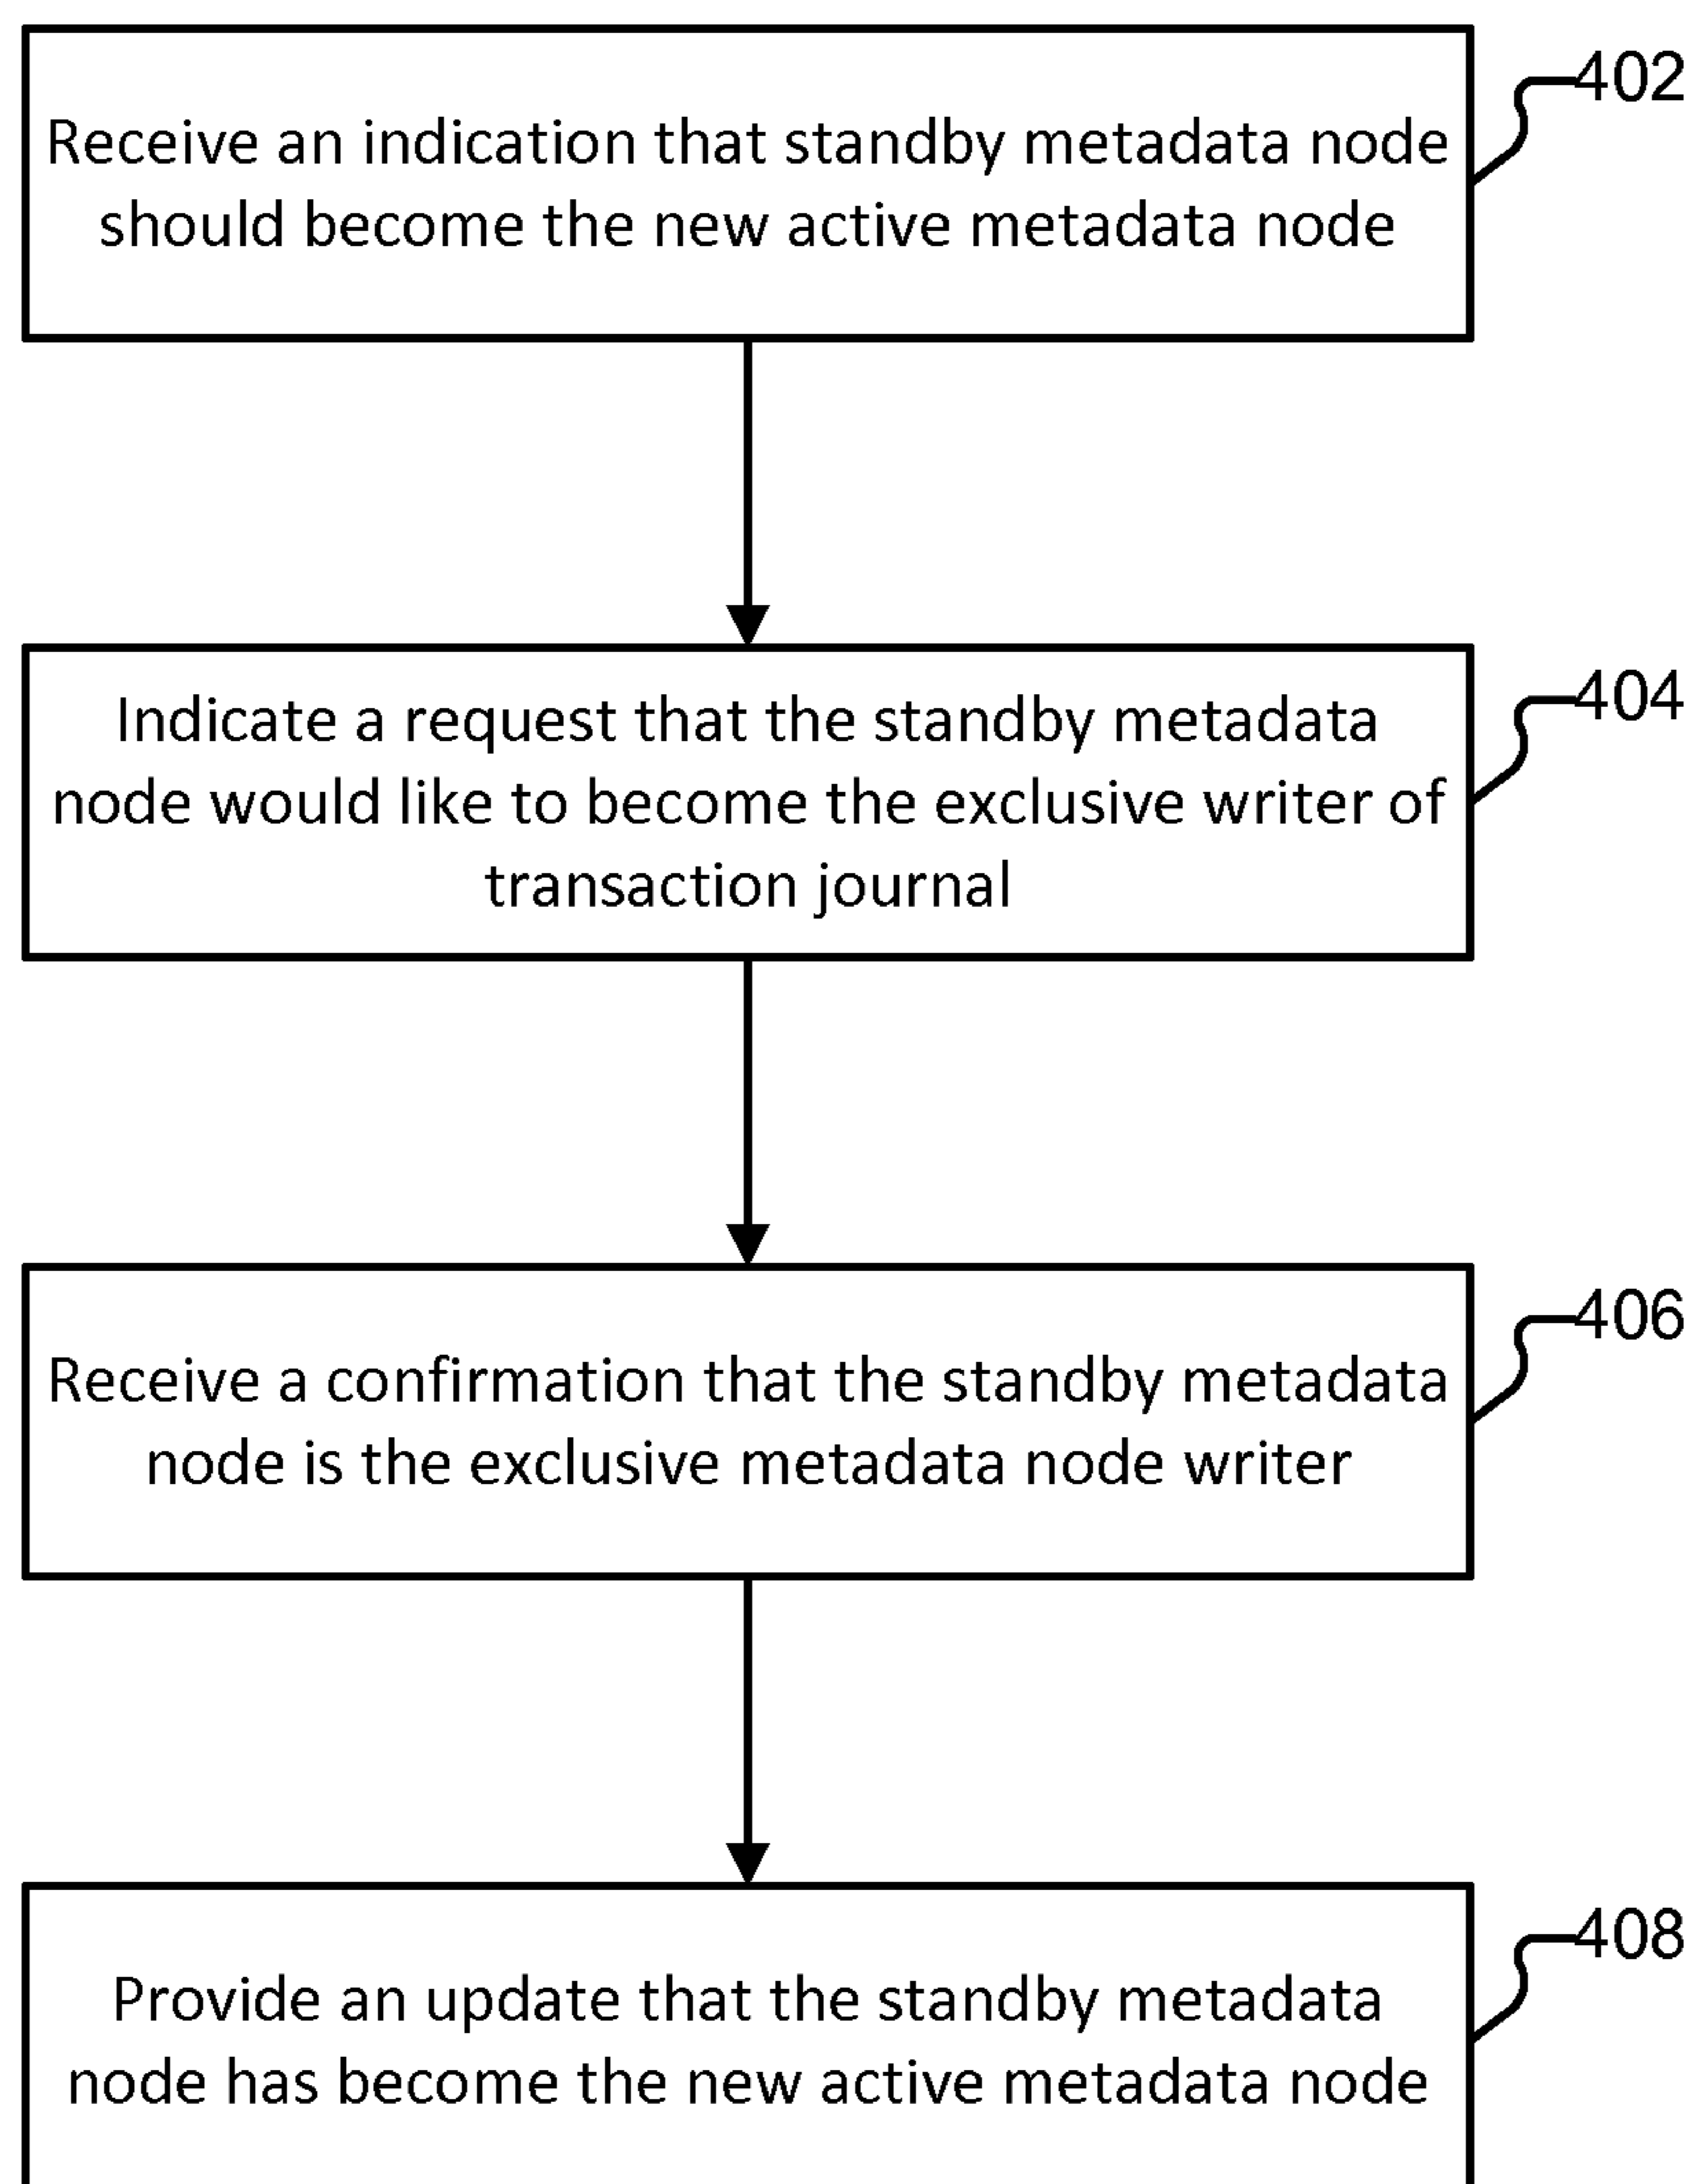 402
Receive an indication that standby metadata node
should become the new active metadata node
404
Indicate a request that the standby metadata
node would like to become the exclusive writer of
transaction journal
406
Receive a confirmation that the standby metadata
node is the exclusive metadata node writer
408
Provide an update that the standby metadata
node has become the new active metadata node